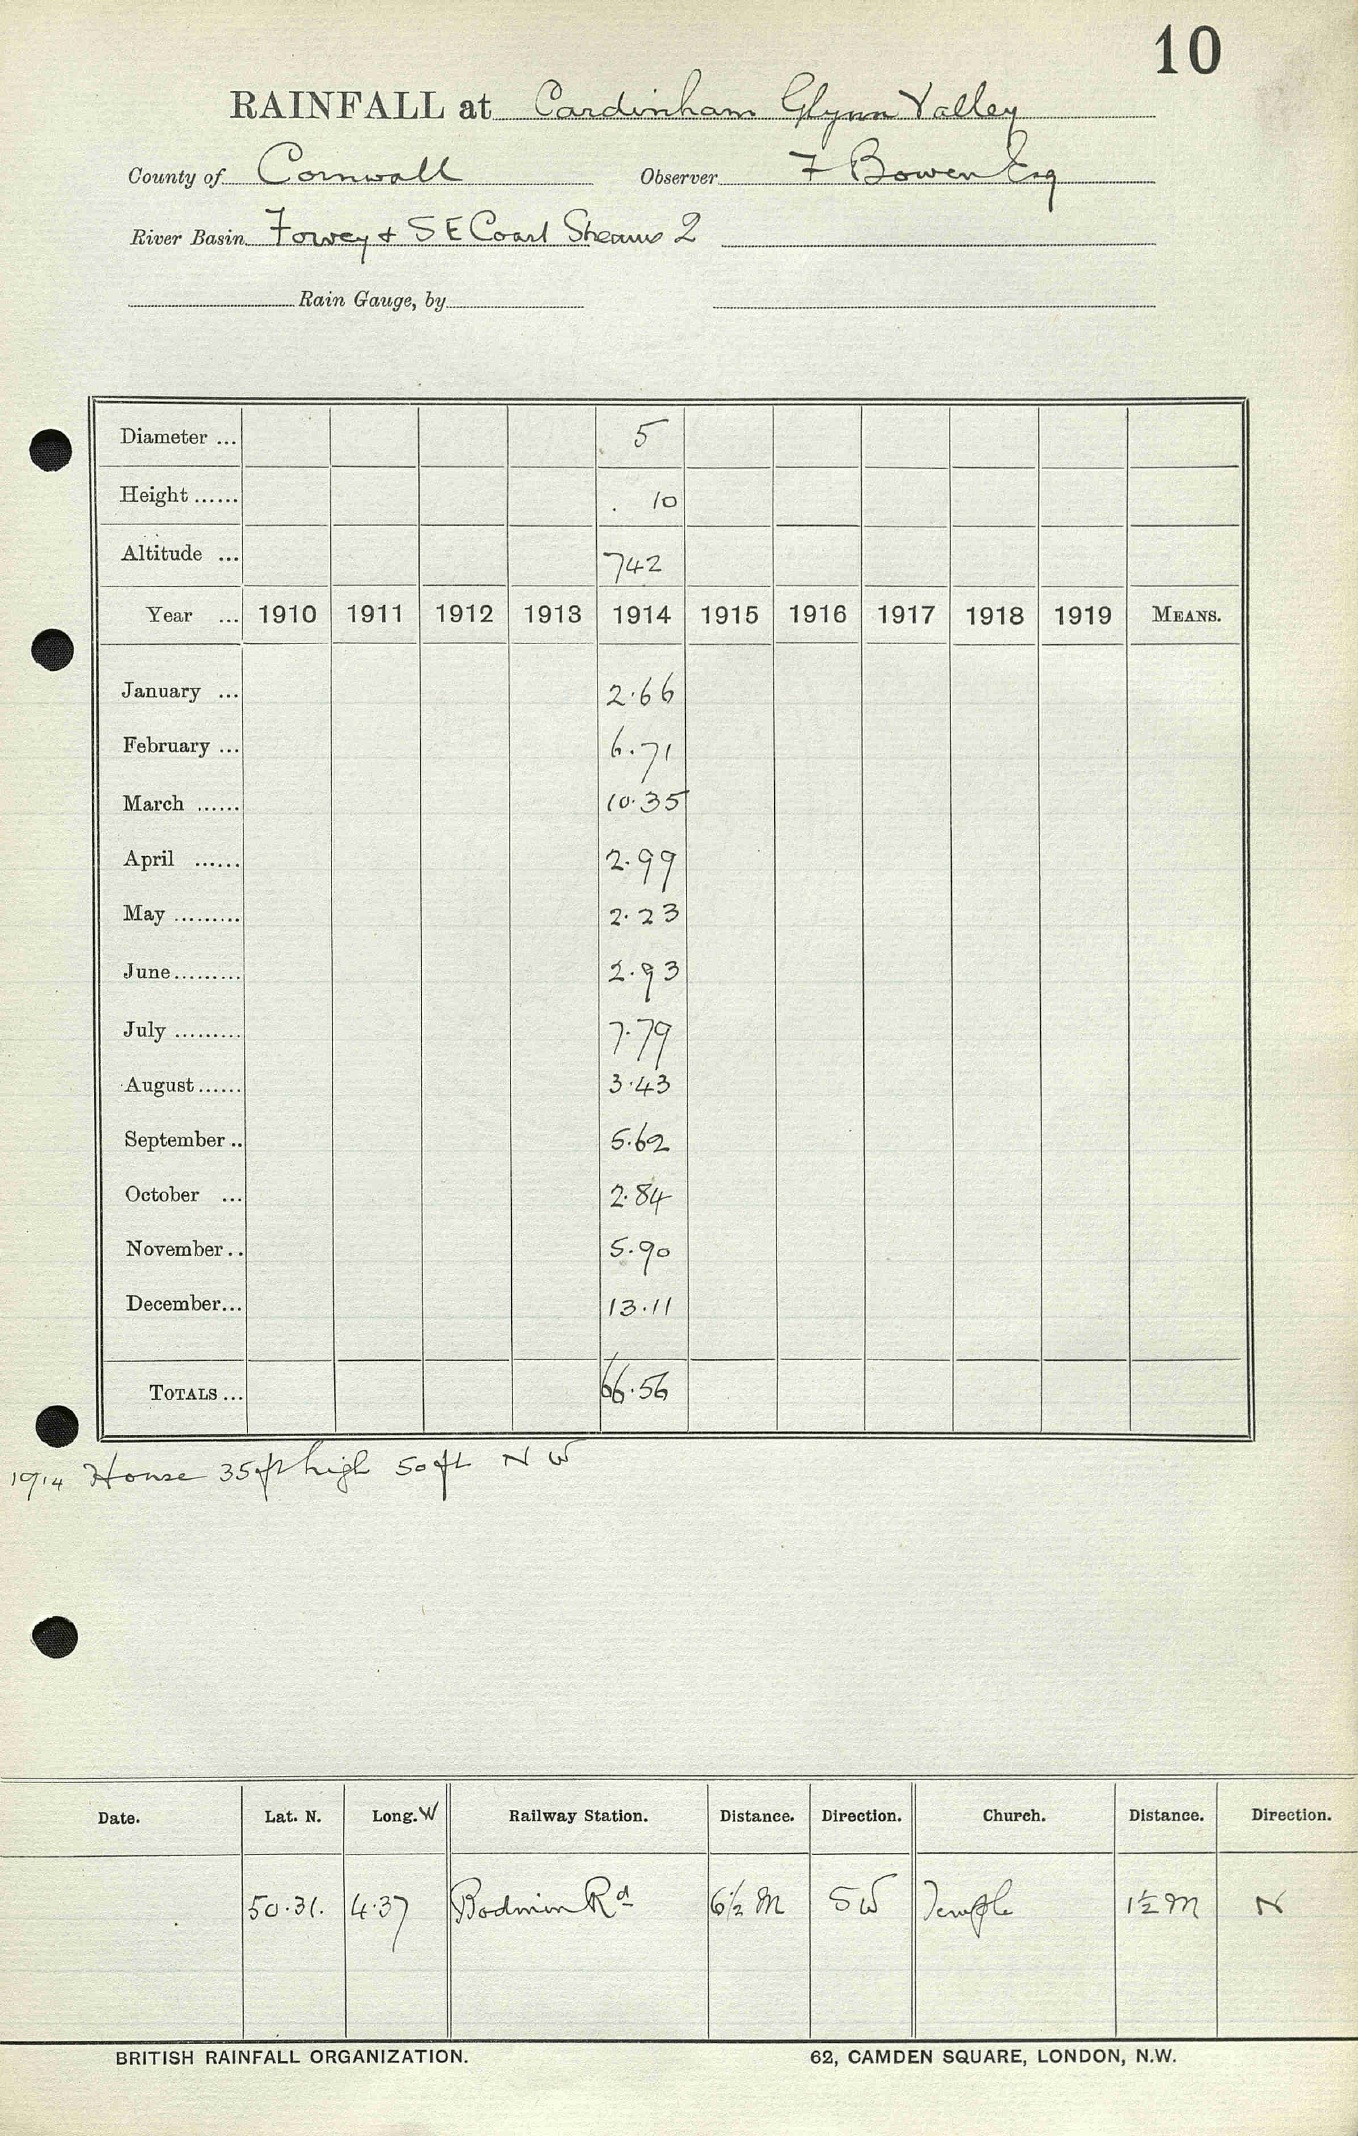 10
RAINFALL at Cardinham Glynn Valley
County of Cornwall Observer F Bowen Esq
River Basin Fowey & S E Coast Streams 2
Rain Gauge, by
Diameter ... 5
Height ...... 10
Altitude ... 742
Year ... 1910 1911 1912 1913 1914 1915 1916 1917 1918 1919 MEANS.
January ... 2.66
February ... 6.71
March ...... 10.35
April ...... 2.99
May ......... 2.23
June ......... 2.93
July ......... 7.79
August ...... 3.43
September .. 5.62
October ... 2.84
November .. 5.90
December ... 13.11
TOTALS ... 66.56
1914 House 35ft high 50ft N W
Date. Lat. N. Long. W Railway Station. Distance. Direction. Church. Distance. Direction.
50.31. 4.37 Bodmin Rd 6½ M SW Temple 1½ M N
BRITISH RAINFALL ORGANIZATION. 62, CAMDEN SQUARE, LONDON, N.W.